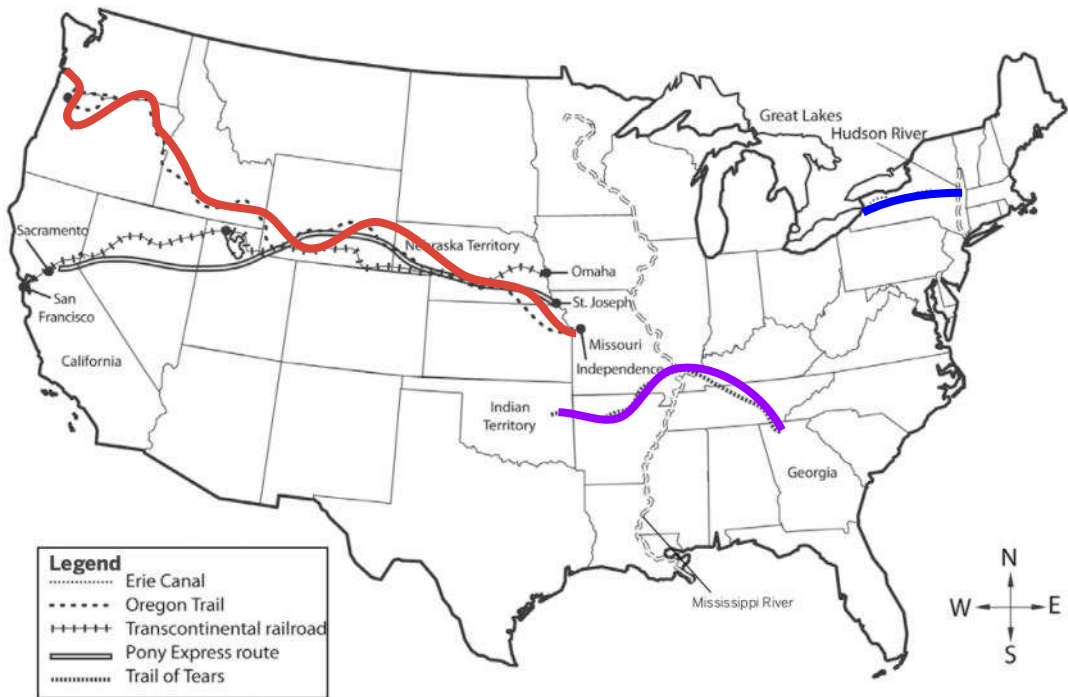 Great Lakes
Hudson River
Sacramento
Nebraska Territory
Omaha
San
Francisco
St. Joseph
Missouri
California
Independence
Indian
Territory
Georgia
Legend
Erie Canal
Oregon Trail
Transcontinental railroad
Pony Express route
Trail of Tears
Mississippi River
N
W
E
S